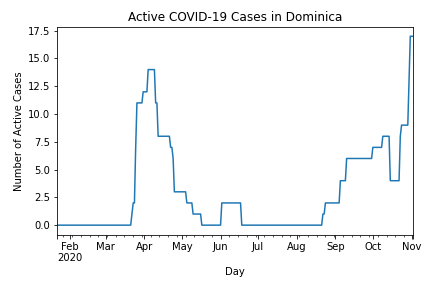 Active COVID-19 Cases in Dominica
Number of Active Cases
17.5
15.0
12.5
10.0
7.5
5.0
2.5
0.0
Feb Mar Apr May Jun Jul Aug Sep Oct Nov
2020
Day